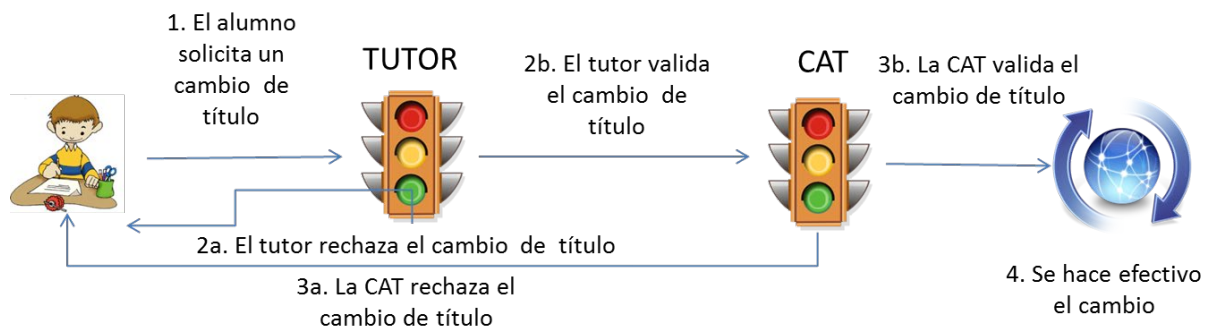 1. El alumno
solicita un
cambio de
título
TUTOR
2b. El tutor valida
el cambio de
título
CAT
3b. La CAT valida el
cambio de título
2a. El tutor rechaza el cambio de título
3a. La CAT rechaza el
cambio de título
4. Se hace efectivo
el cambio